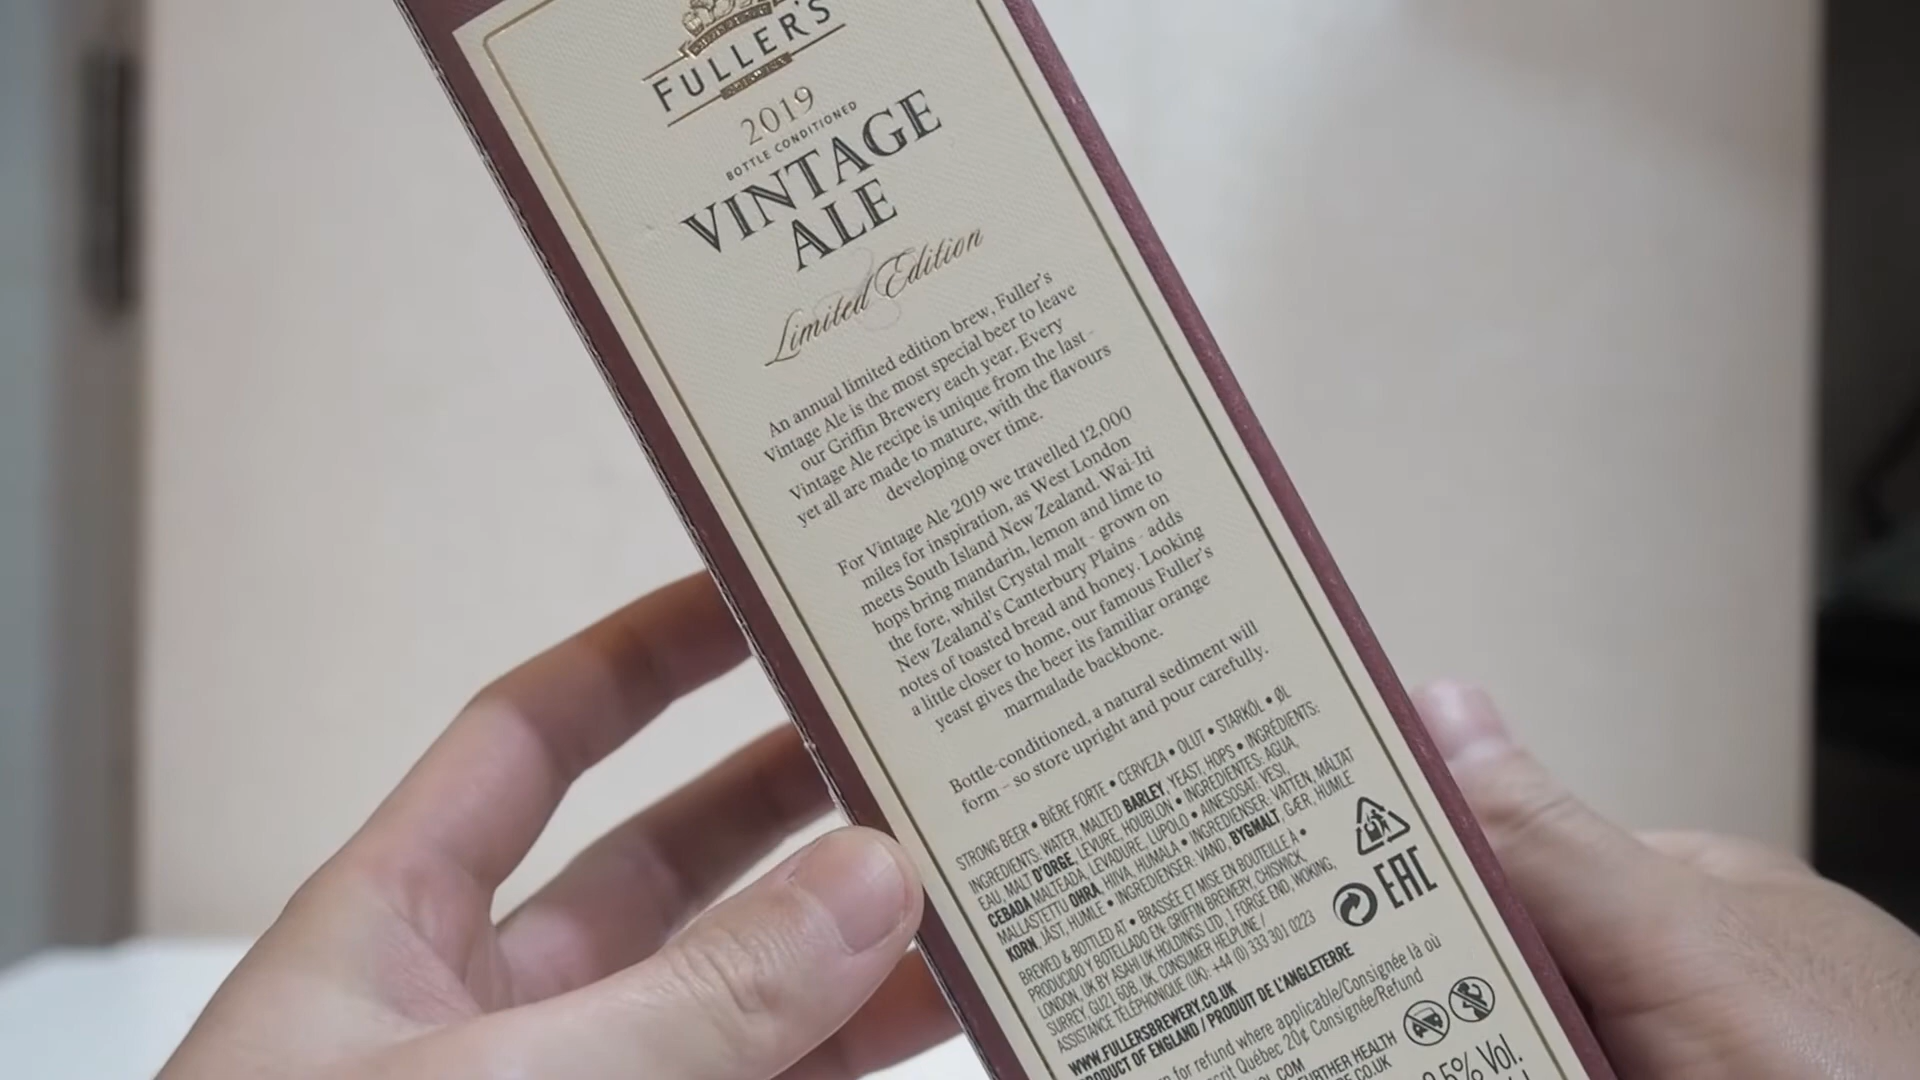 FULLER'S
2019
BOTTLE CONDITIONED
VINTAGE
ALE
Limited Edition
An annual limited edition brew, Fuller's
Vintage Ale is the most special beer to leave
our Griffin Brewery each year. Every
Vintage Ale recipe is unique from the last -
yet all are made to mature, with the flavours
developing over time.
For Vintage Ale 2019 we travelled 12,000
miles for inspiration, as West London
meets South Island New Zealand. Wai-Iti
hops bring mandarin, lemon and lime to
the fore, whilst Crystal malt - grown on
New Zealand's Canterbury Plains - adds
notes of toasted bread and honey. Looking
a little closer to home, our famous Fuller's
yeast gives the beer its familiar orange
marmalade backbone.
Bottle-conditioned, a natural sediment will
form – so store upright and pour carefully.
STRONG BEER • BIÈRE FORTE • CERVEZA • OLUT • STARKÖL • ØL
INGREDIENTS: WATER, MALTED BARLEY, YEAST, HOPS • INGRÉDIENTS:
EAU, MALT D'ORGE, LEVURE, HOUBLON • INGREDIENTES: AGUA,
CEBADA MALTEADA, LEVADURE, LUPOLO • AINESOSAT: VESI,
MALLASTETTU OHRA, HIIVA, HUMALA • INGREDIENSER: VATTEN, MÄLTAT
KORN, JÄST, HUMLE • INGREDIENSER: VAND, BYGMALT, GÆR, HUMLE
BREWED & BOTTLED AT • BRASSÉE ET MISE EN BOUTEILLE À •
PRODUCIDO Y BOTELLADO EN: GRIFFIN BREWERY, CHISWICK,
LONDON, UK BY ASAHI UK HOLDINGS LTD, 1 FORGE END, WOKING,
SURREY, GU21 6DB, UK. CONSUMER HELPLINE /
ASSISTANCE TÉLÉPHONIQUE (UK): +44 (0) 333 301 0223
WWW.FULLERSBREWERY.CO.UK
PRODUCT OF ENGLAND / PRODUIT DE L'ANGLETERRE
EAC
for refund where applicable/Consignée là où
Québec 20¢ Consignée/Refund
FURTHER HEALTH
.COM
.CO.UK
.5% Vol.